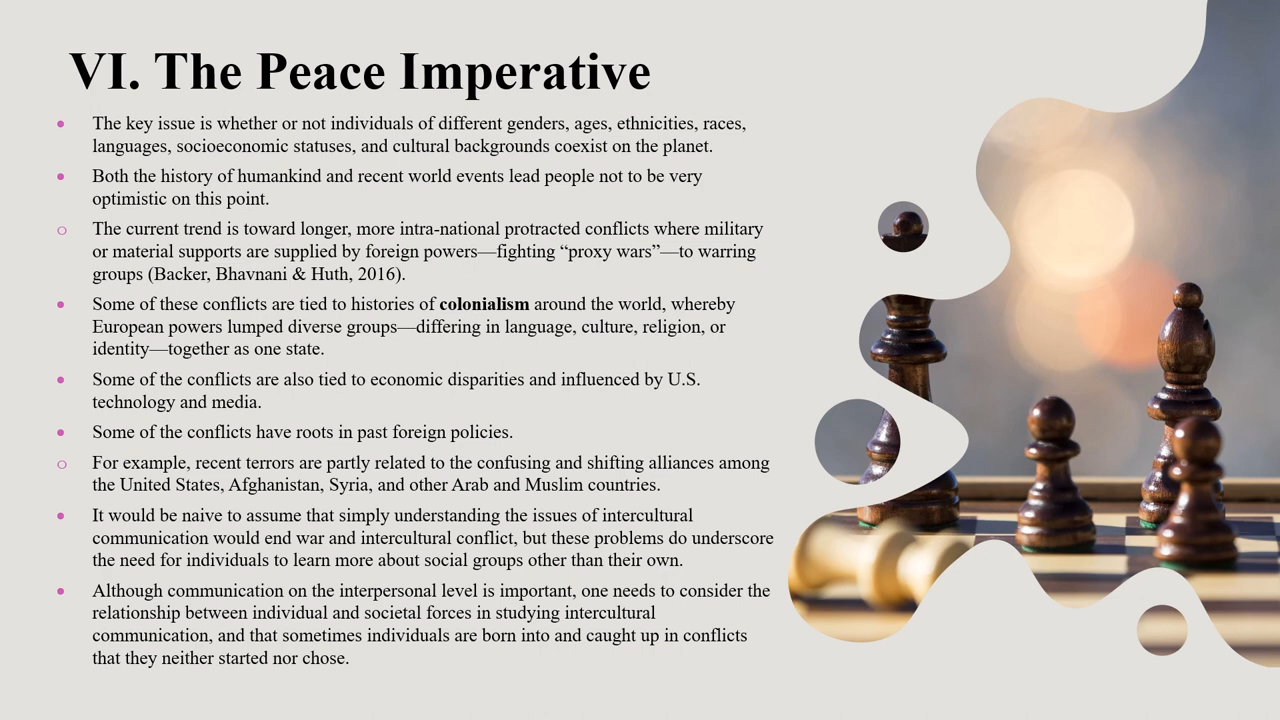 VI. The Peace Imperative
• The key issue is whether or not individuals of different genders, ages, ethnicities, races,
languages, socioeconomic statuses, and cultural backgrounds coexist on the planet.
• Both the history of humankind and recent world events lead people not to be very
optimistic on this point.
○ The current trend is toward longer, more intra-national protracted conflicts where military
or material supports are supplied by foreign powers—fighting “proxy wars”—to warring
groups (Backer, Bhavnani & Huth, 2016).
• Some of these conflicts are tied to histories of colonialism around the world, whereby
European powers lumped diverse groups—differing in language, culture, religion, or
identity—together as one state.
• Some of the conflicts are also tied to economic disparities and influenced by U.S.
technology and media.
• Some of the conflicts have roots in past foreign policies.
○ For example, recent terrors are partly related to the confusing and shifting alliances among
the United States, Afghanistan, Syria, and other Arab and Muslim countries.
• It would be naive to assume that simply understanding the issues of intercultural
communication would end war and intercultural conflict, but these problems do underscore
the need for individuals to learn more about social groups other than their own.
• Although communication on the interpersonal level is important, one needs to consider the
relationship between individual and societal forces in studying intercultural
communication, and that sometimes individuals are born into and caught up in conflicts
that they neither started nor chose.